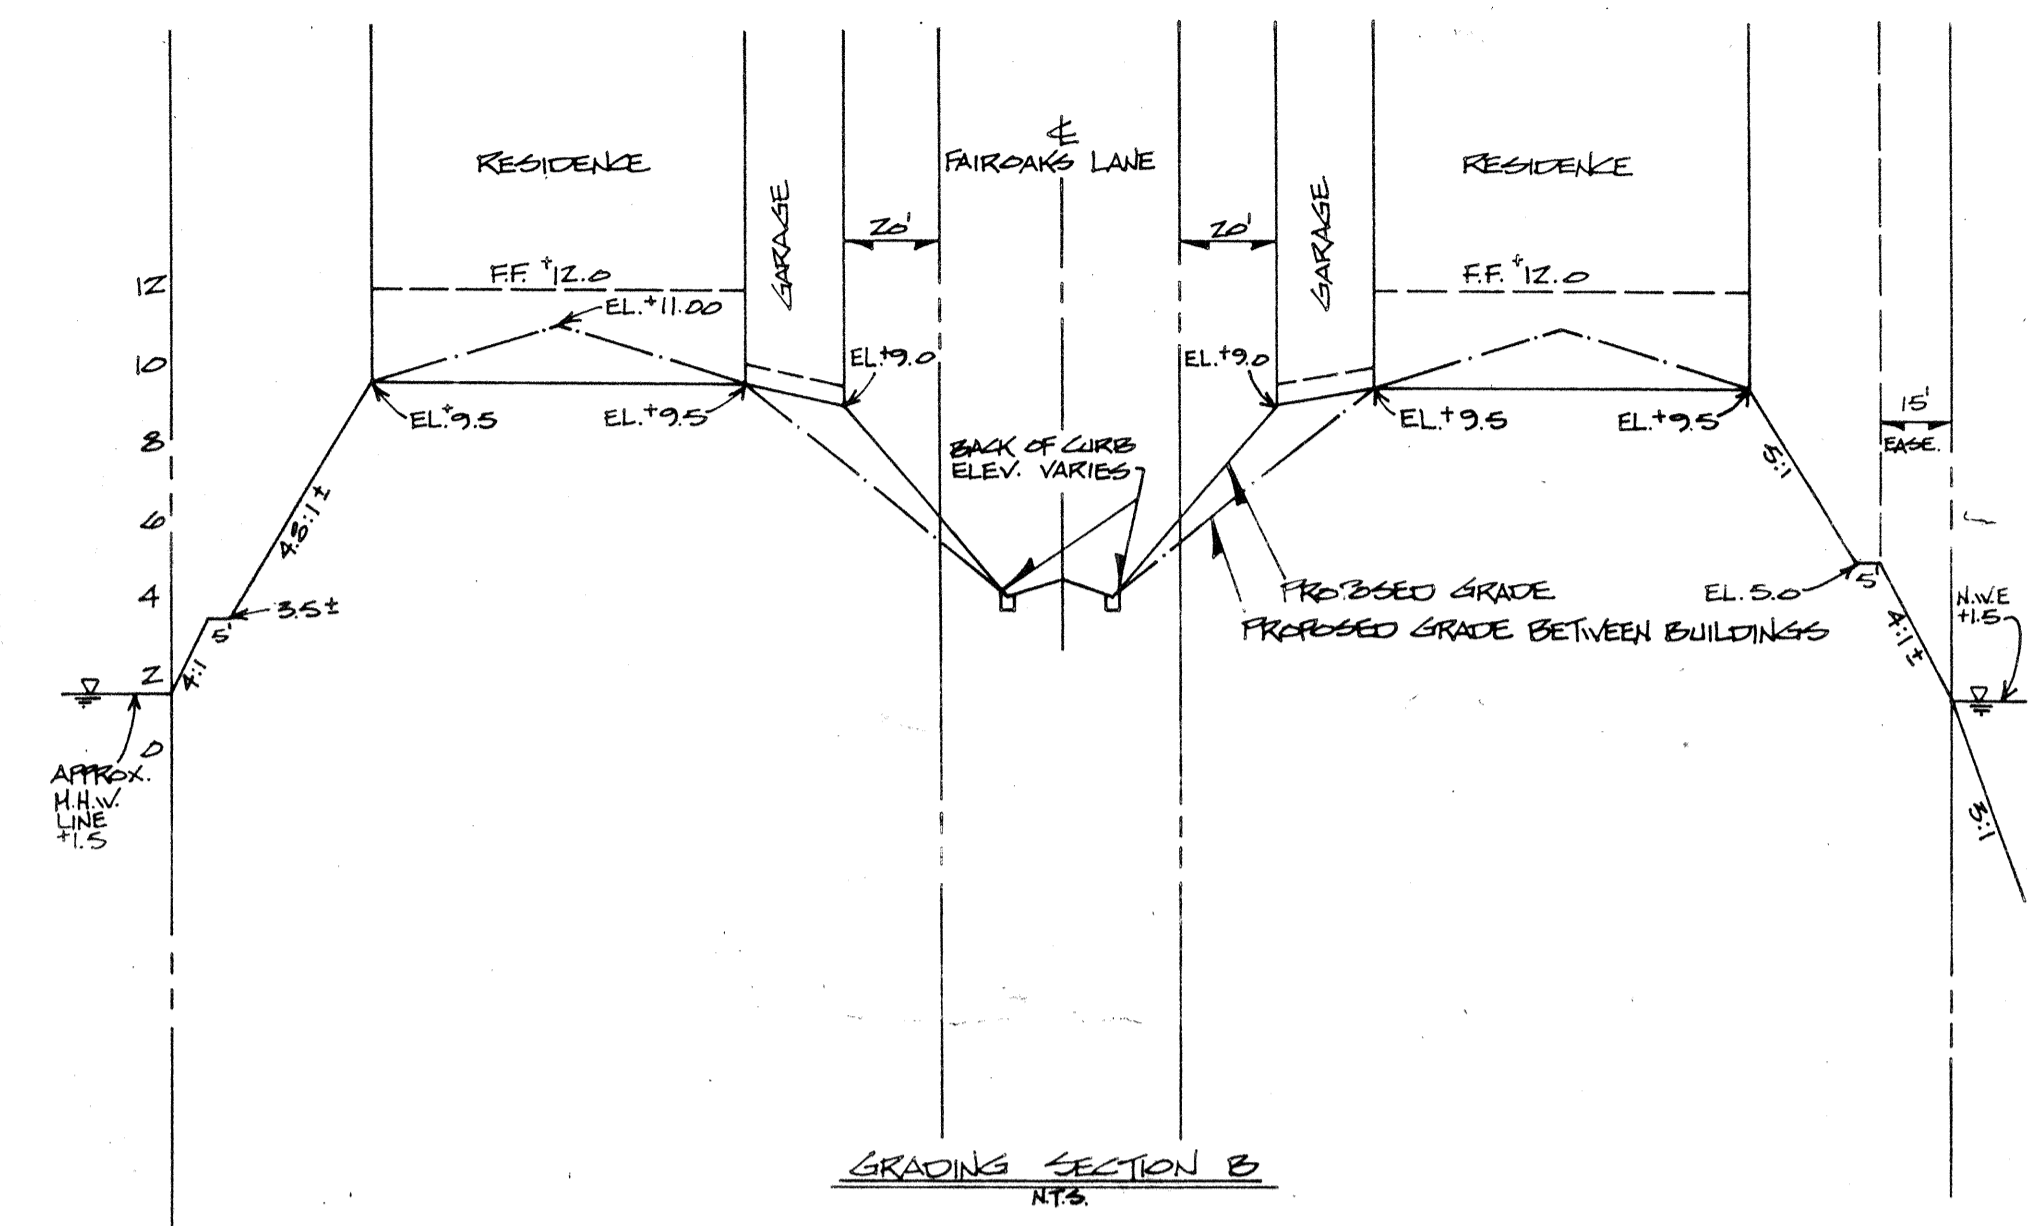 ℄
FAIROAKS LANE
RESIDENCE
RESIDENCE
GARAGE
GARAGE
20'
20'
F.F. +12.0
F.F. +12.0
EL.+11.00
12
10
8
6
4
2
0
EL.+9.0
EL.+9.0
EL.+9.5
EL.+9.5
EL.+9.5
EL.+9.5
15'
EASE.
BACK OF CURB
ELEV. VARIES
4.8:1±
5:1
3.5±
5'
4:1
PROPOSED GRADE
PROPOSED GRADE BETWEEN BUILDINGS
EL. 5.0
5'
4:1±
N.W.E
+1.5
APPROX.
M.H.W.
LINE
+1.5
3:1
GRADING SECTION B
N.T.S.